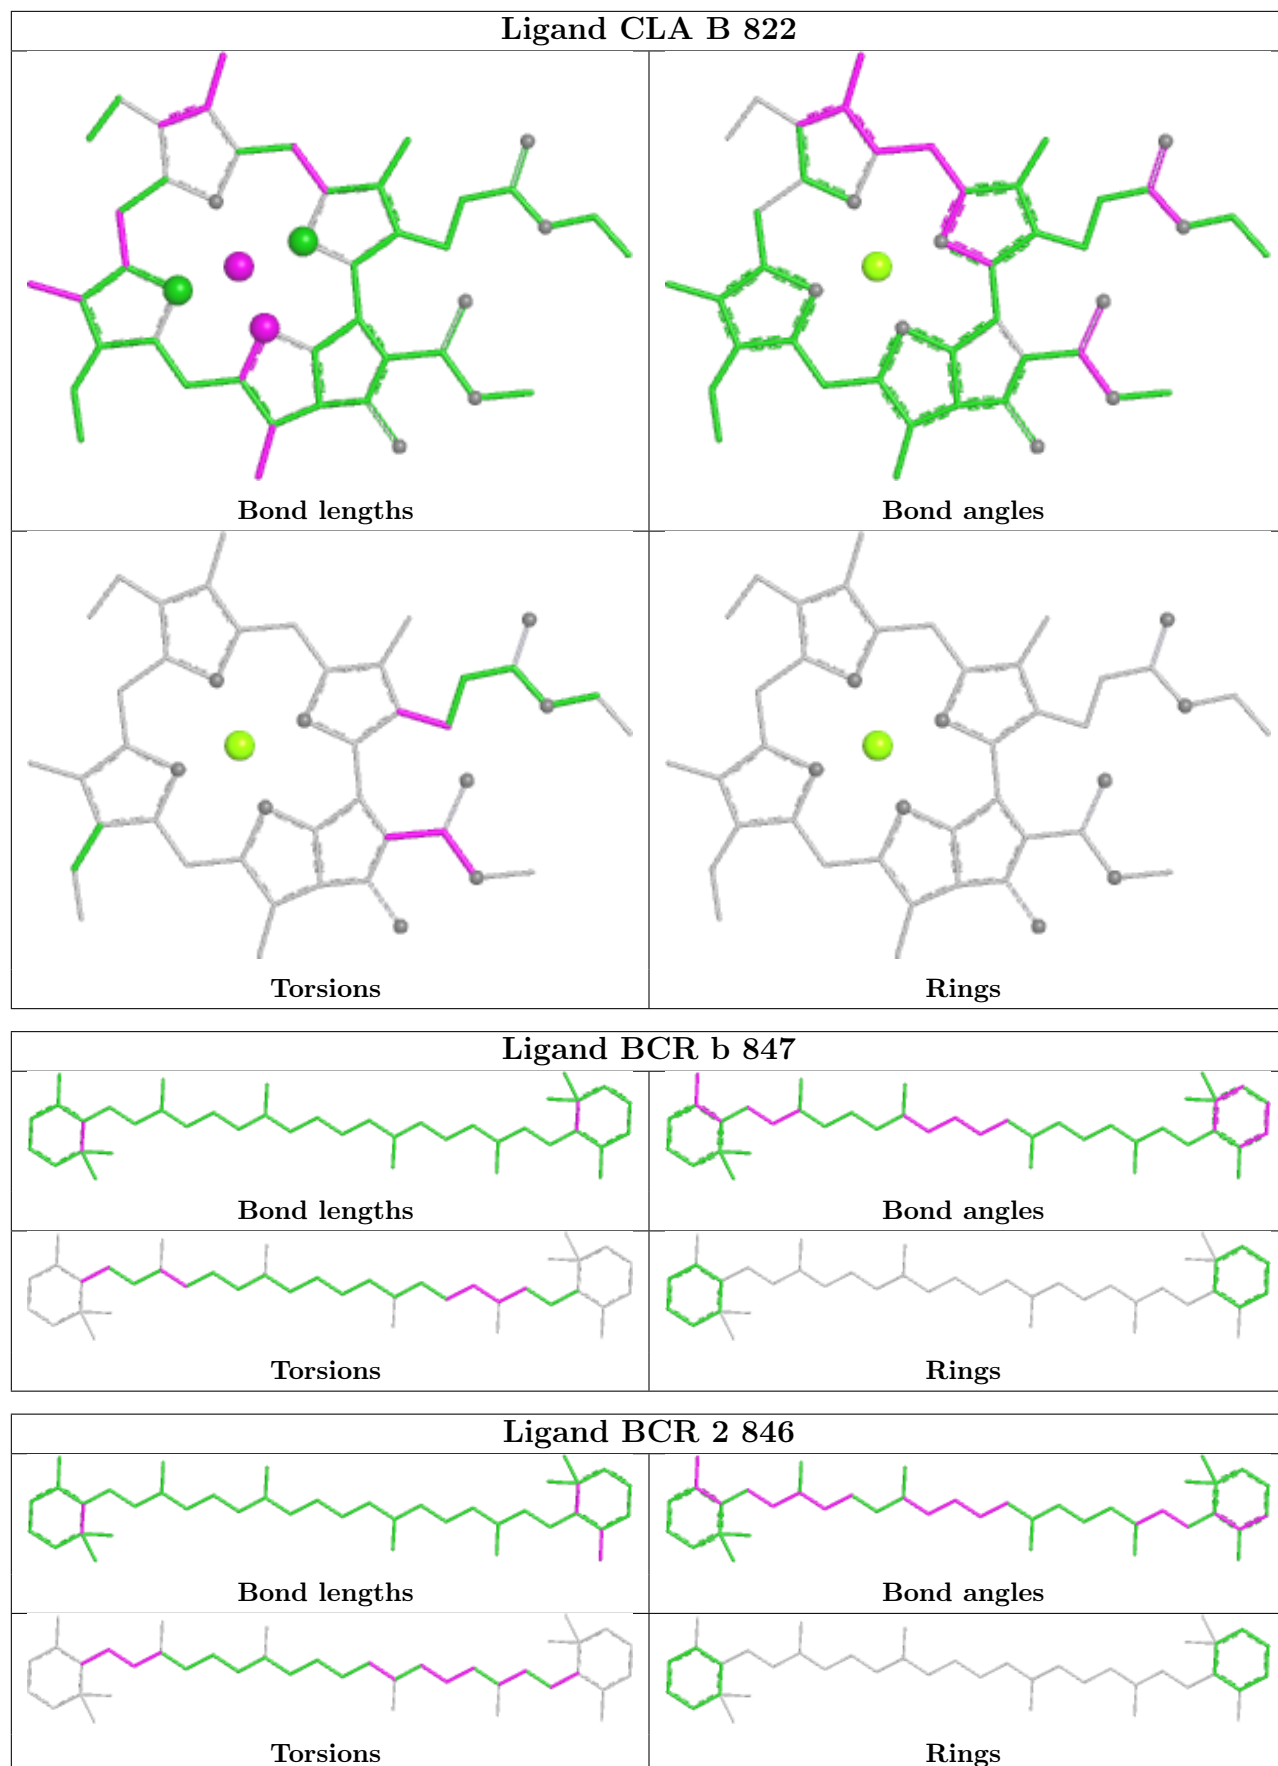 Ligand CLA B 822
Bond lengths
Bond angles
Torsions
Rings
Ligand BCR b 847
Bond lengths
Bond angles
Torsions
Rings
Ligand BCR 2 846
Bond lengths
Bond angles
Torsions
Rings